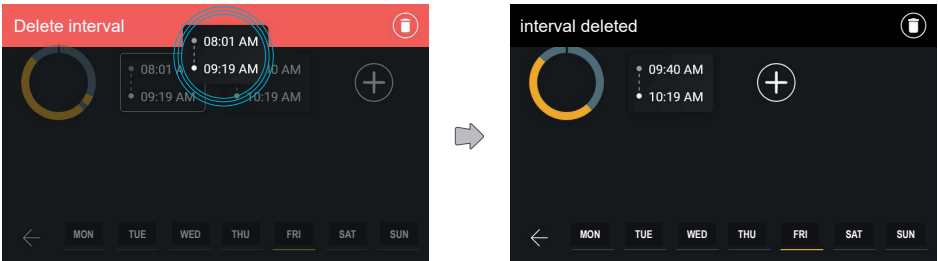 Delete interval
08:01 AM
09:19 AM
08:01 A
09:19 AM
0 AM
10:19 AM
MON TUE WED THU FRI SAT SUN
interval deleted
09:40 AM
10:19 AM
MON TUE WED THU FRI SAT SUN